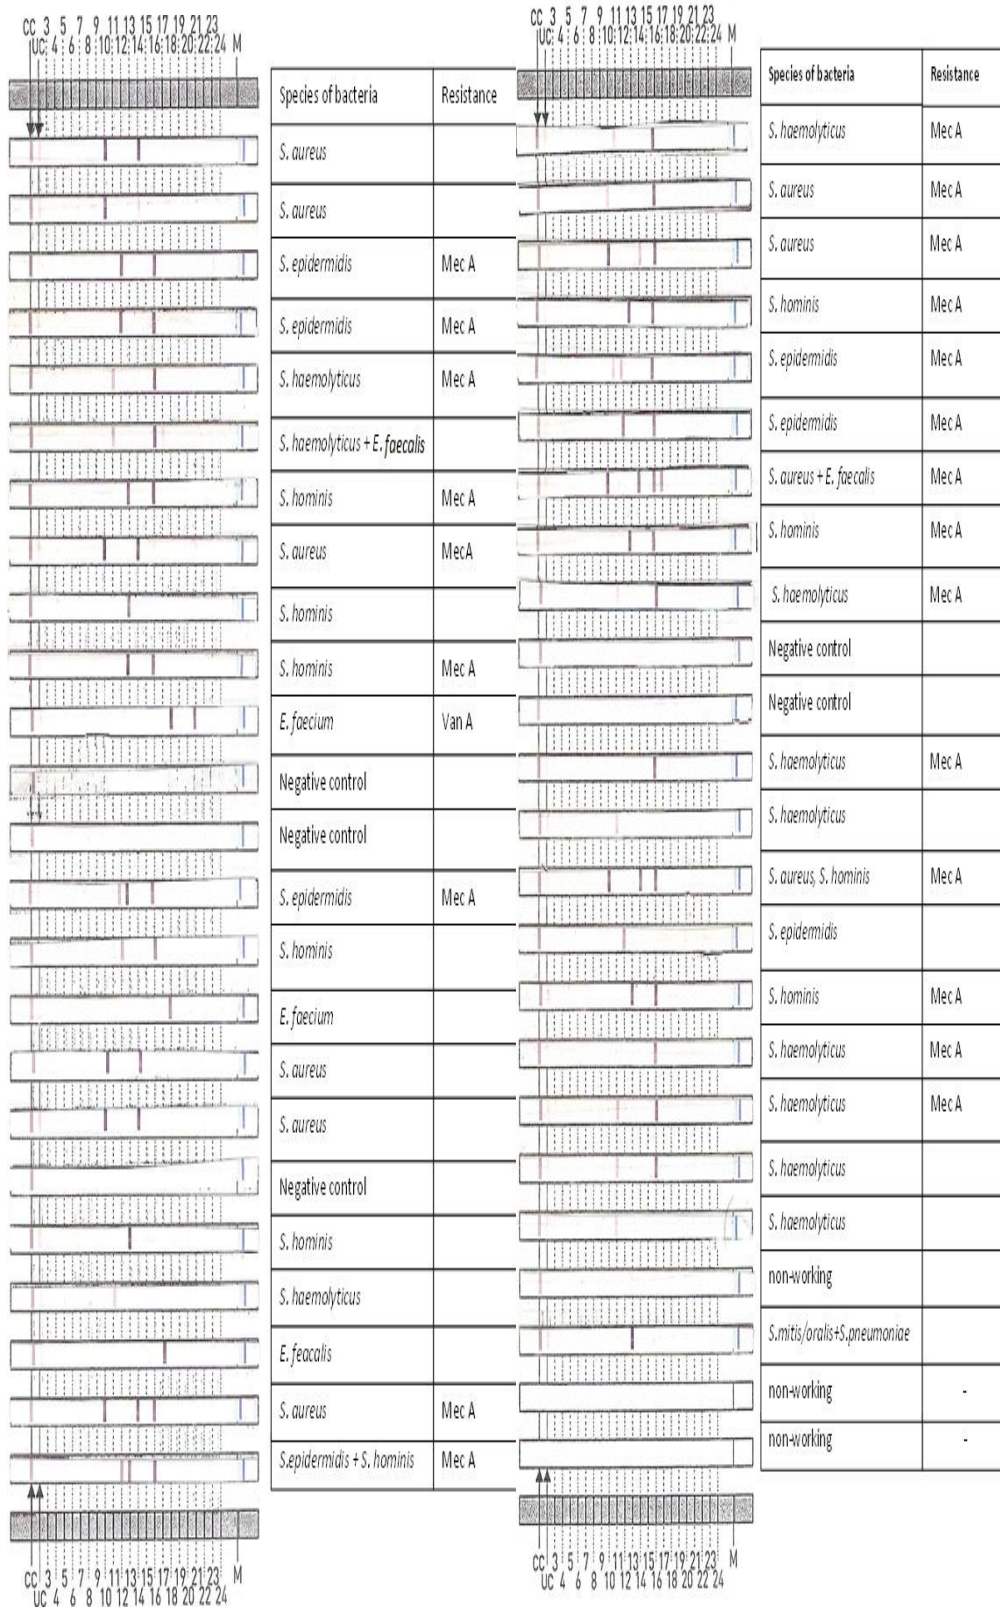 CC 3 5 7 9 11 13 15 17 19 21 23
UC 4 6 8 10 12 14 16 18 20 22 24 M
Species of bacteria Resistance
S. aureus
S. aureus
S. epidermidis Mec A
S. epidermidis Mec A
S. haemolyticus Mec A
S. haemolyticus + E. faecalis
S. hominis Mec A
S. aureus MecA
S. hominis
S. hominis Mec A
E. faecium Van A
Negative control
Negative control
S. epidermidis Mec A
S. hominis
E. faecium
S. aureus
S. aureus
Negative control
S. hominis
S. haemolyticus
E. feacalis
S. aureus Mec A
S.epidermidis + S. hominis Mec A
CC 3 5 7 9 11 13 15 17 19 21 23 M
UC 4 6 8 10 12 14 16 18 20 22 24
CC 3 5 7 9 11 13 15 17 19 21 23
UC 4 6 8 10 12 14 16 18 20 22 24 M
Species of bacteria Resistance
S. haemolyticus Mec A
S. aureus Mec A
S. aureus Mec A
S. hominis Mec A
S. epidermidis Mec A
S. epidermidis Mec A
S. aureus + E. faecalis Mec A
S. hominis Mec A
S. haemolyticus Mec A
Negative control
Negative control
S. haemolyticus Mec A
S. haemolyticus
S. aureus, S. hominis Mec A
S. epidermidis
S. hominis Mec A
S. haemolyticus Mec A
S. haemolyticus Mec A
S. haemolyticus
S. haemolyticus
non-working
S.mitis/oralis+S.pneumoniae
non-working -
non-working -
CC 3 5 7 9 11 13 15 17 19 21 23 M
UC 4 6 8 10 12 14 16 18 20 22 24